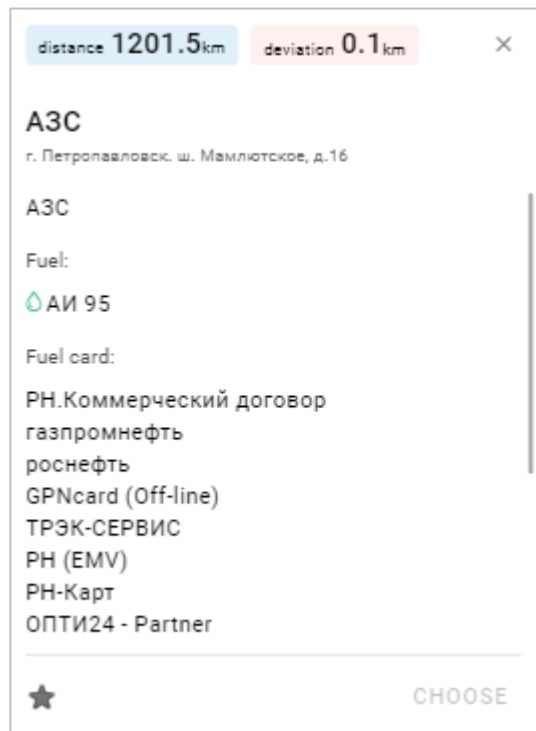 distance 1201.5km deviation 0.1km
АЗС
г. Петропавловск. ш. Мамлютское, д.16
АЗС
Fuel:
АИ 95
Fuel card:
РН.Коммерческий договор
газпромнефть
роснефть
GPNcard (Off-line)
ТРЭК-СЕРВИС
РН (EMV)
РН-Карт
ОПТИ24 - Partner
CHOOSE